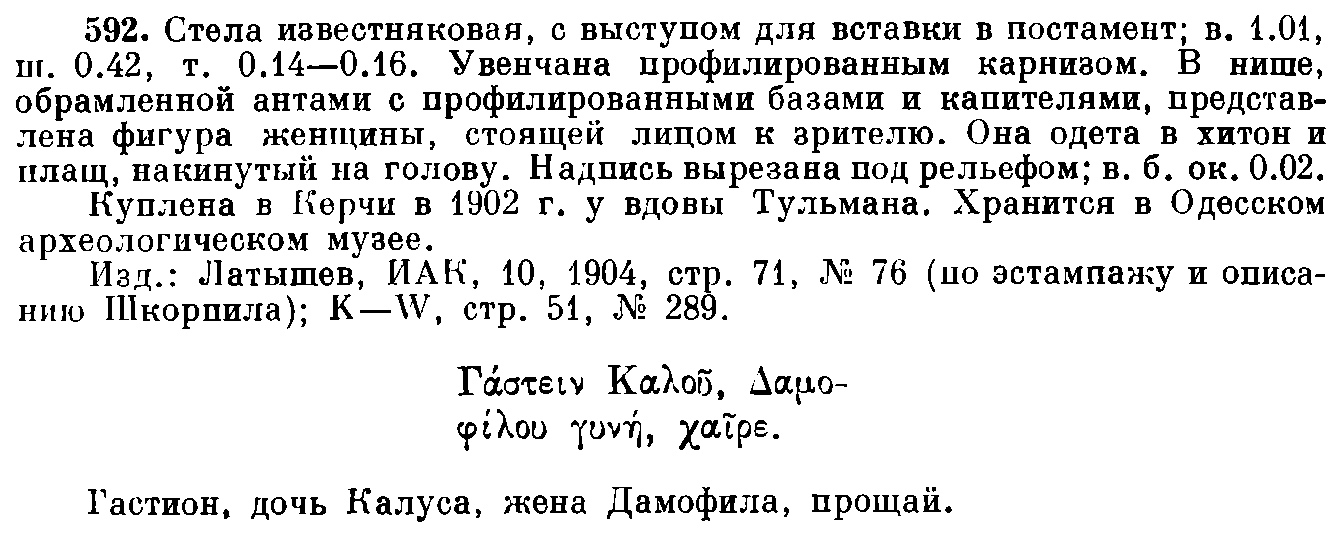 592. Стела известняковая, с выступом для вставки в постамент; в. 1.01,
ш. 0.42, т. 0.14—0.16. Увенчана профилированным карнизом. В нише,
обрамленной антами с профилированными базами и капителями, представ-
лена фигура женщины, стоящей лицом к зрителю. Она одета в хитон и
плащ, накинутый на голову. Надпись вырезана под рельефом; в. б. ок. 0.02.
Куплена в Керчи в 1902 г. у вдовы Тульмана. Хранится в Одесском
археологическом музее.
Изд.: Латышев, ИАК, 10, 1904, стр. 71, № 76 (по эстампажу и описа-
нию Шкорпила); K—W, стр. 51, № 289.
Γάστειν Καλοῦ, Δαμο-
φίλου γυνή, χαῖρε.
Гастион, дочь Калуса, жена Дамофила, прощай.